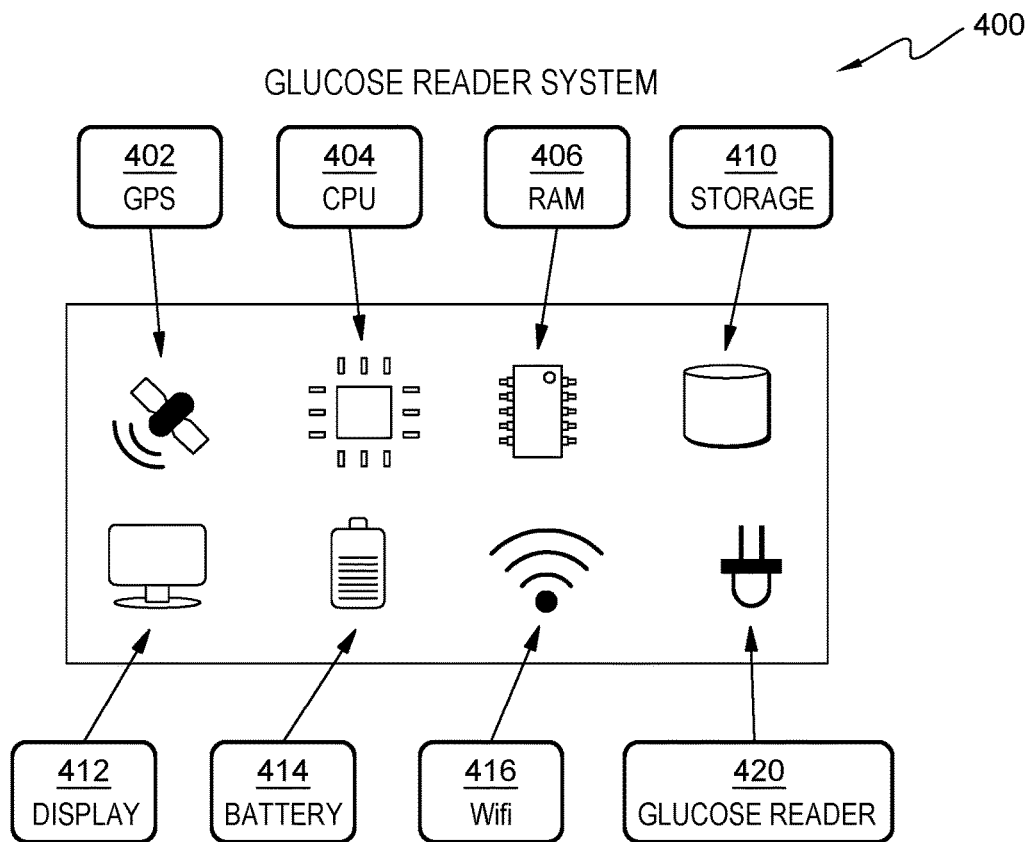 400
GLUCOSE READER SYSTEM
402
GPS
404
CPU
406
RAM
410
STORAGE
412
DISPLAY
414
BATTERY
416
Wifi
420
GLUCOSE READER